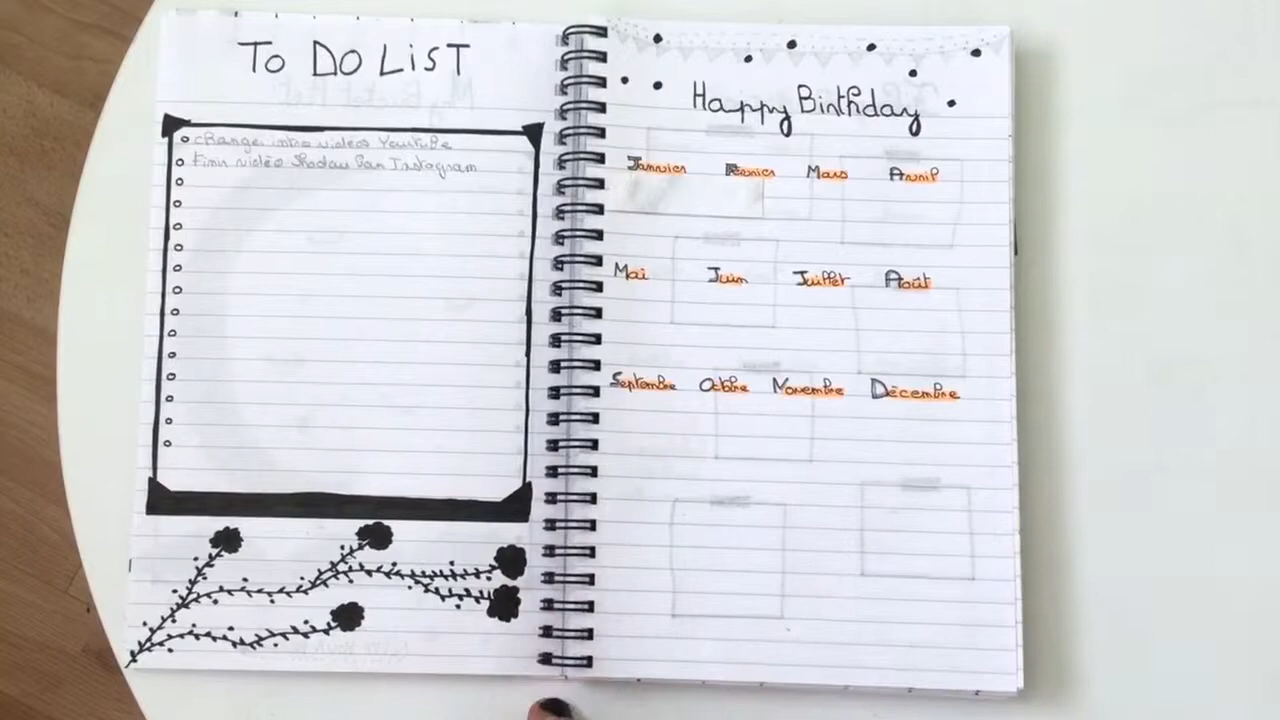 TO DO LIST
changer intro vidéos YouTube
finir vidéo Shadow Ban Instagram
Happy Birthday
Janvier Février Mars Avril
Mai Juin Juillet Août
Septembre Octobre Novembre Décembre